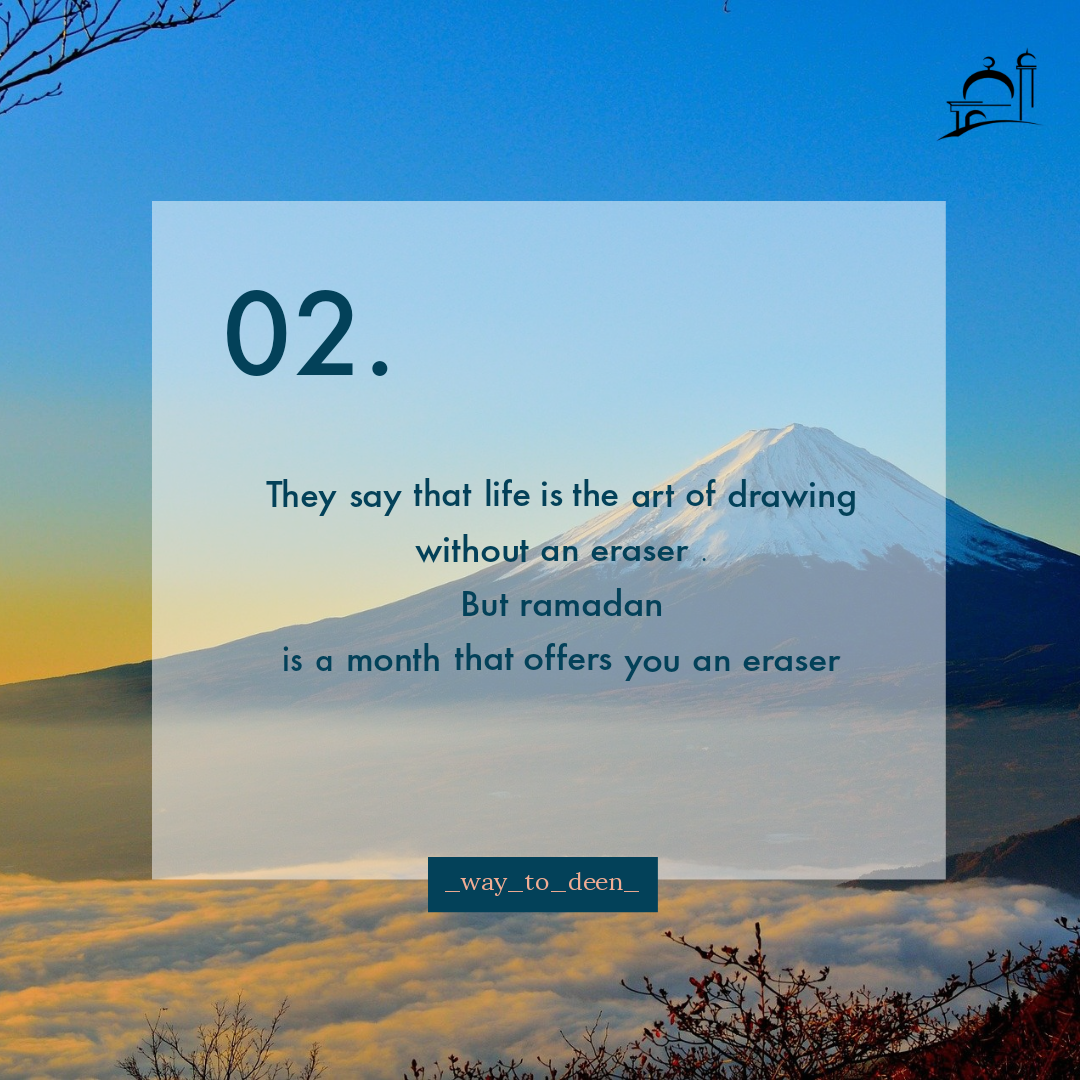 02.
They say that life is the art of drawing
without an eraser .
But ramadan
is a month that offers you an eraser
_way_to_deen_